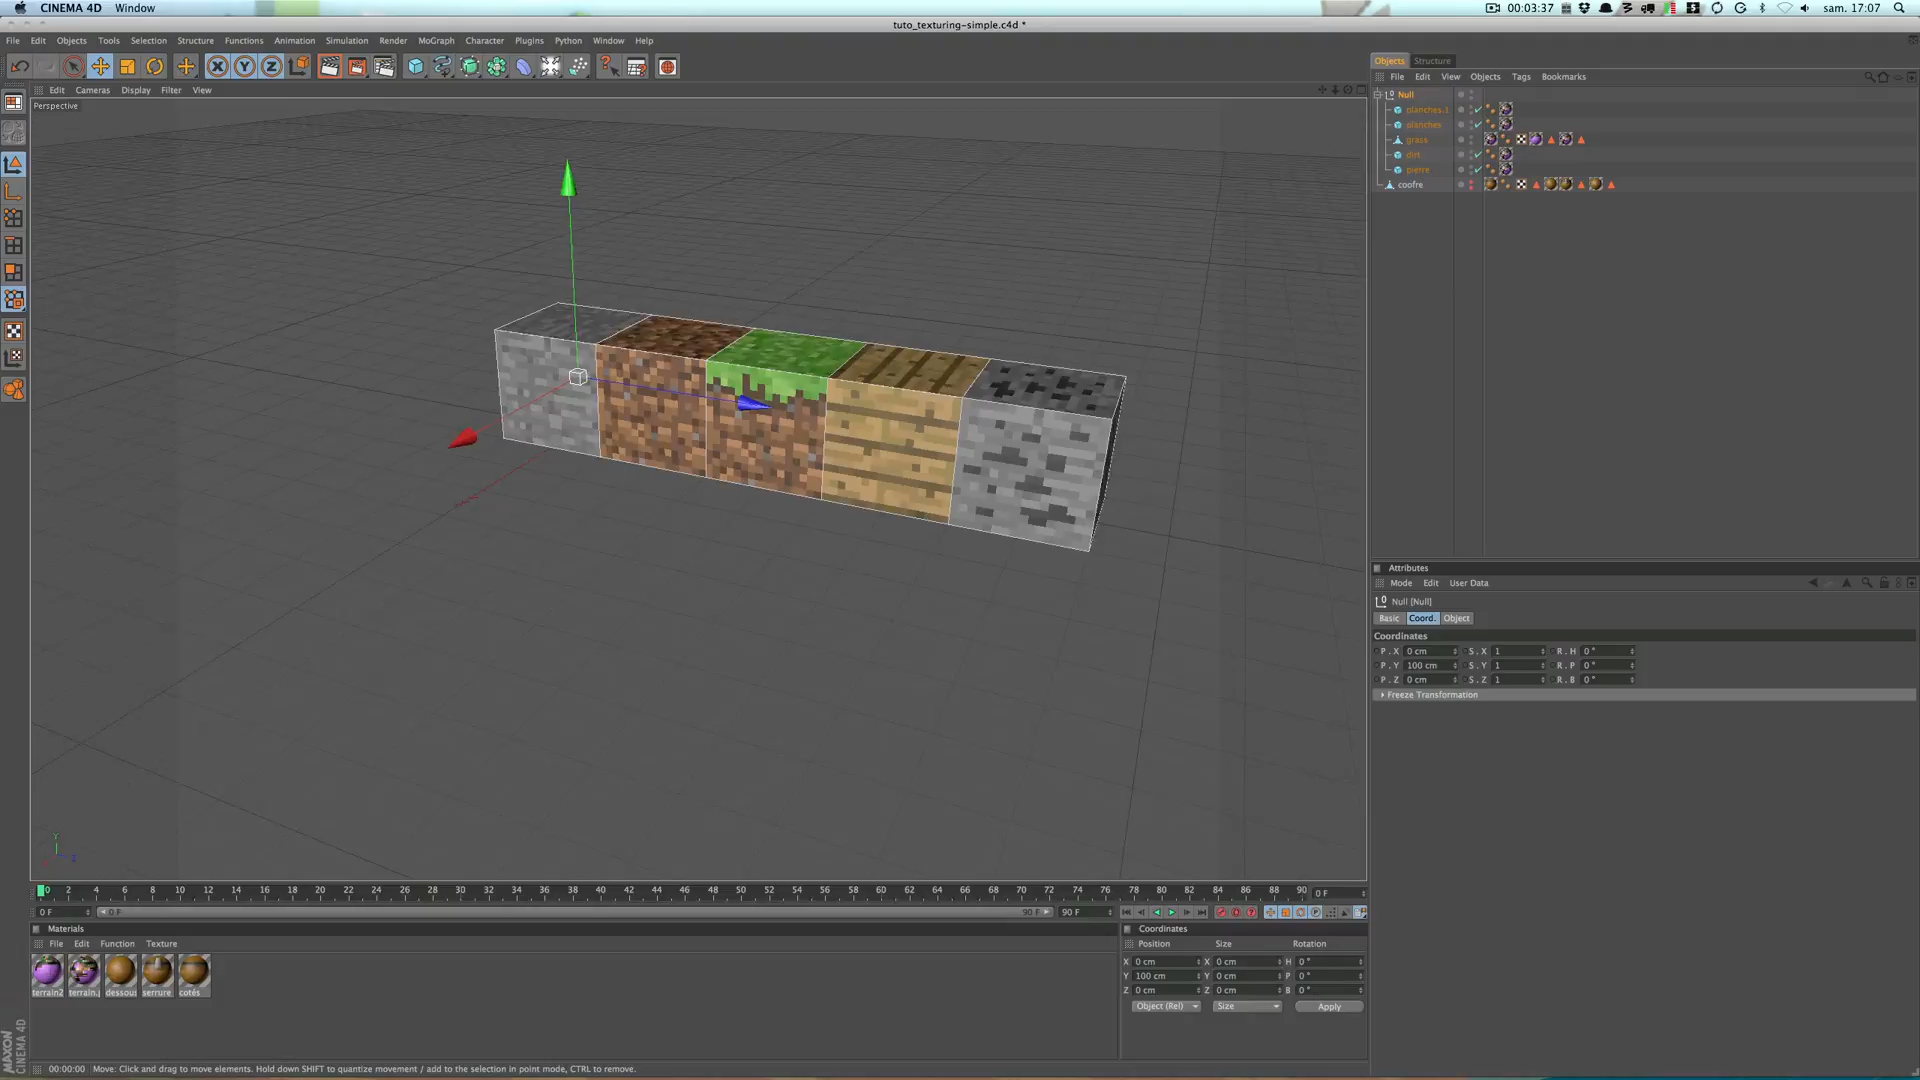 CINEMA 4D Window 00:03:37 sam. 17:07
tuto_texturing-simple.c4d *
File Edit Objects Tools Selection Structure Functions Animation Simulation Render MoGraph Character Plugins Python Window Help
Objects Structure
File Edit View Objects Tags Bookmarks
Edit Cameras Display Filter View
Perspective
Null
planches.1
planches
grass
dirt
pierre
coofre
Attributes
Mode Edit User Data
Null [Null]
Basic Coord. Object
Coordinates
P . X 0 cm S . X 1 R . H 0 °
P . Y 100 cm S . Y 1 R . P 0 °
P . Z 0 cm S . Z 1 R . B 0 °
Freeze Transformation
Y
Z
0 2 4 6 8 10 12 14 16 18 20 22 24 26 28 30 32 34 36 38 40 42 44 46 48 50 52 54 56 58 60 62 64 66 68 70 72 74 76 78 80 82 84 86 88 90 0 F
0 F 0 F 90 F 90 F
Materials
File Edit Function Texture
terrain2 terrain. dessous serrure cotés
Coordinates
Position Size Rotation
X 0 cm X 0 cm H 0 °
Y 100 cm Y 0 cm P 0 °
Z 0 cm Z 0 cm B 0 °
Object (Rel) Size Apply
MAXON
CINEMA 4D
00:00:00 Move: Click and drag to move elements. Hold down SHIFT to quantize movement / add to the selection in point mode, CTRL to remove.